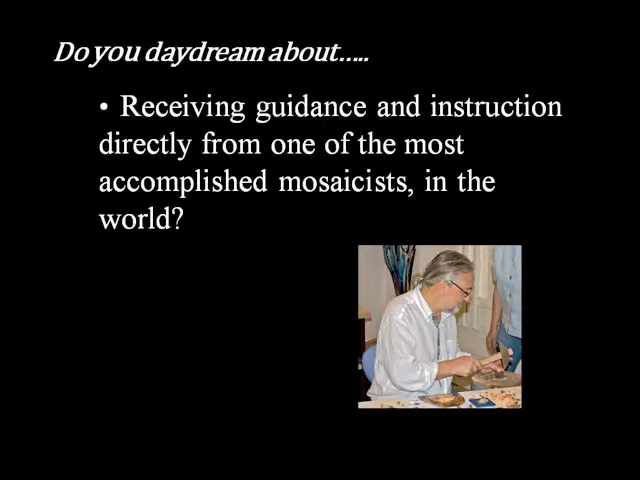 Do you daydream about.....
• Receiving guidance and instruction
directly from one of the most
accomplished mosaicists, in the
world?